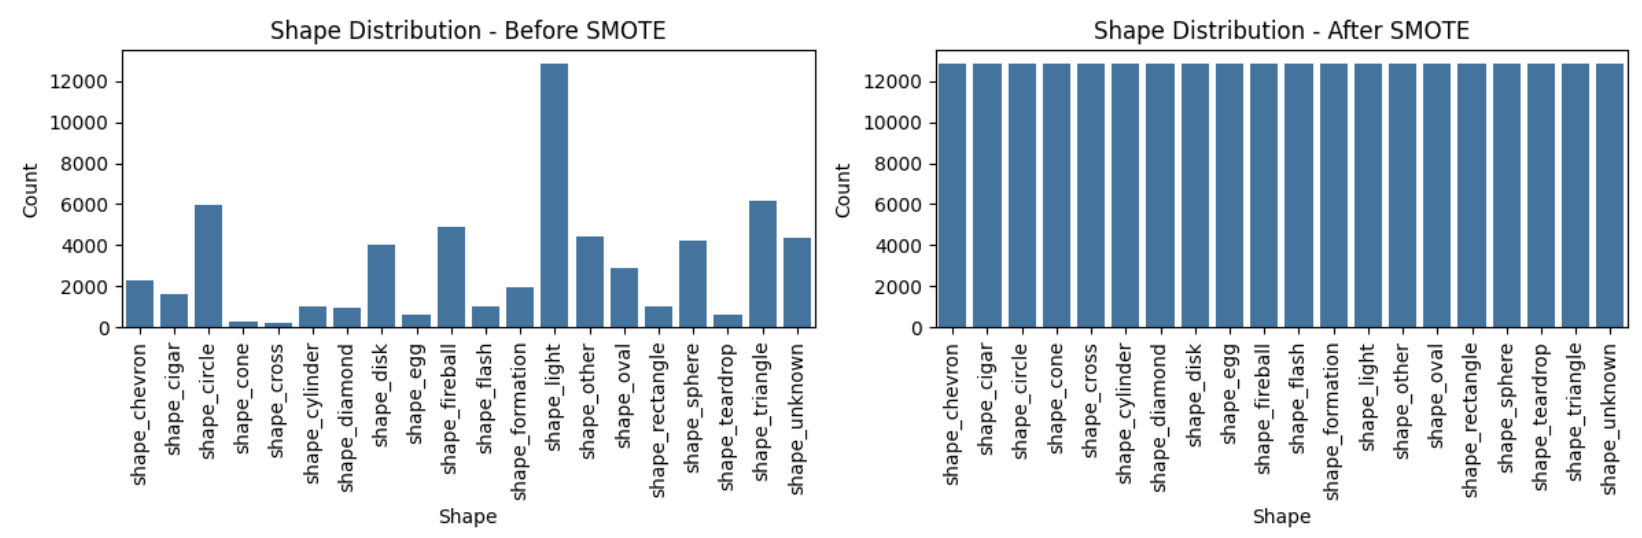 Shape Distribution - Before SMOTE
Count
12000
10000
8000
6000
4000
2000
0
shape_chevron
shape_cigar
shape_circle
shape_cone
shape_cross
shape_cylinder
shape_diamond
shape_disk
shape_egg
shape_fireball
shape_flash
shape_formation
shape_light
shape_other
shape_oval
shape_rectangle
shape_sphere
shape_teardrop
shape_triangle
shape_unknown
Shape
Shape Distribution - After SMOTE
Count
12000
10000
8000
6000
4000
2000
0
shape_chevron
shape_cigar
shape_circle
shape_cone
shape_cross
shape_cylinder
shape_diamond
shape_disk
shape_egg
shape_fireball
shape_flash
shape_formation
shape_light
shape_other
shape_oval
shape_rectangle
shape_sphere
shape_teardrop
shape_triangle
shape_unknown
Shape